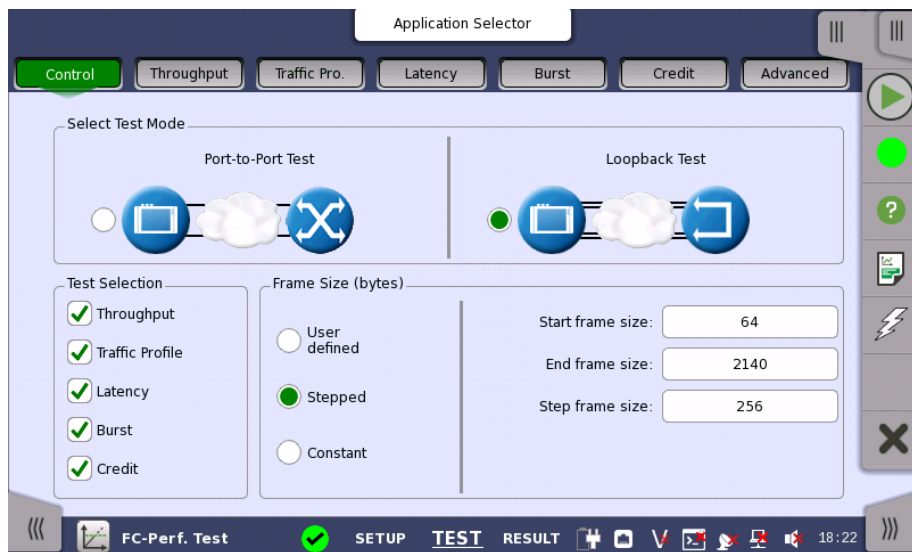 Application Selector
Control Throughput Traffic Pro. Latency Burst Credit Advanced
Select Test Mode
Port-to-Port Test
Loopback Test
Test Selection
Throughput
Traffic Profile
Latency
Burst
Credit
Frame Size (bytes)
User
defined
Stepped
Constant
Start frame size: 64
End frame size: 2140
Step frame size: 256
FC-Perf. Test SETUP TEST RESULT 18:22